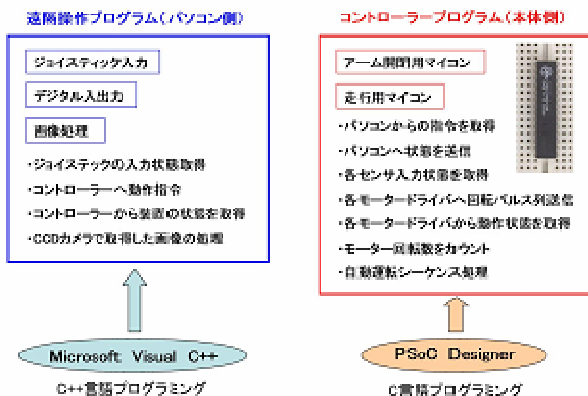 遠隔操作プログラム(パソコン側)
ジョイスティック入力
デジタル入出力
画像処理
・ジョイステックの入力状態取得
・コントローラーへ動作指令
・コントローラーから装置の状態を取得
・CCDカメラで取得した画像の処理
Microsoft Visual C++
C++言語プログラミング
コントローラープログラム(本体側)
アーム開閉用マイコン
走行用マイコン
・パソコンからの指令を取得
・パソコンへ状態を送信
・各センサ入力状態を取得
・各モータードライバへ回転パルス列送信
・各モータードライバから動作状態を取得
・モーター回転数をカウント
・自動運転シーケンス処理
PSoC Designer
C言語プログラミング